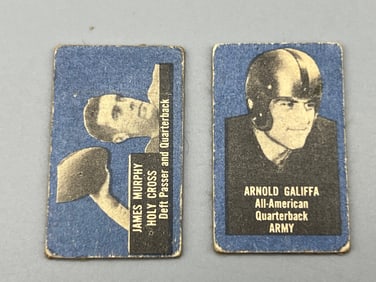 JAMES MURPHY
HOLY CROSS
Deft Passer and Quarterback
ARNOLD GALIFFA
All-American
Quarterback
ARMY